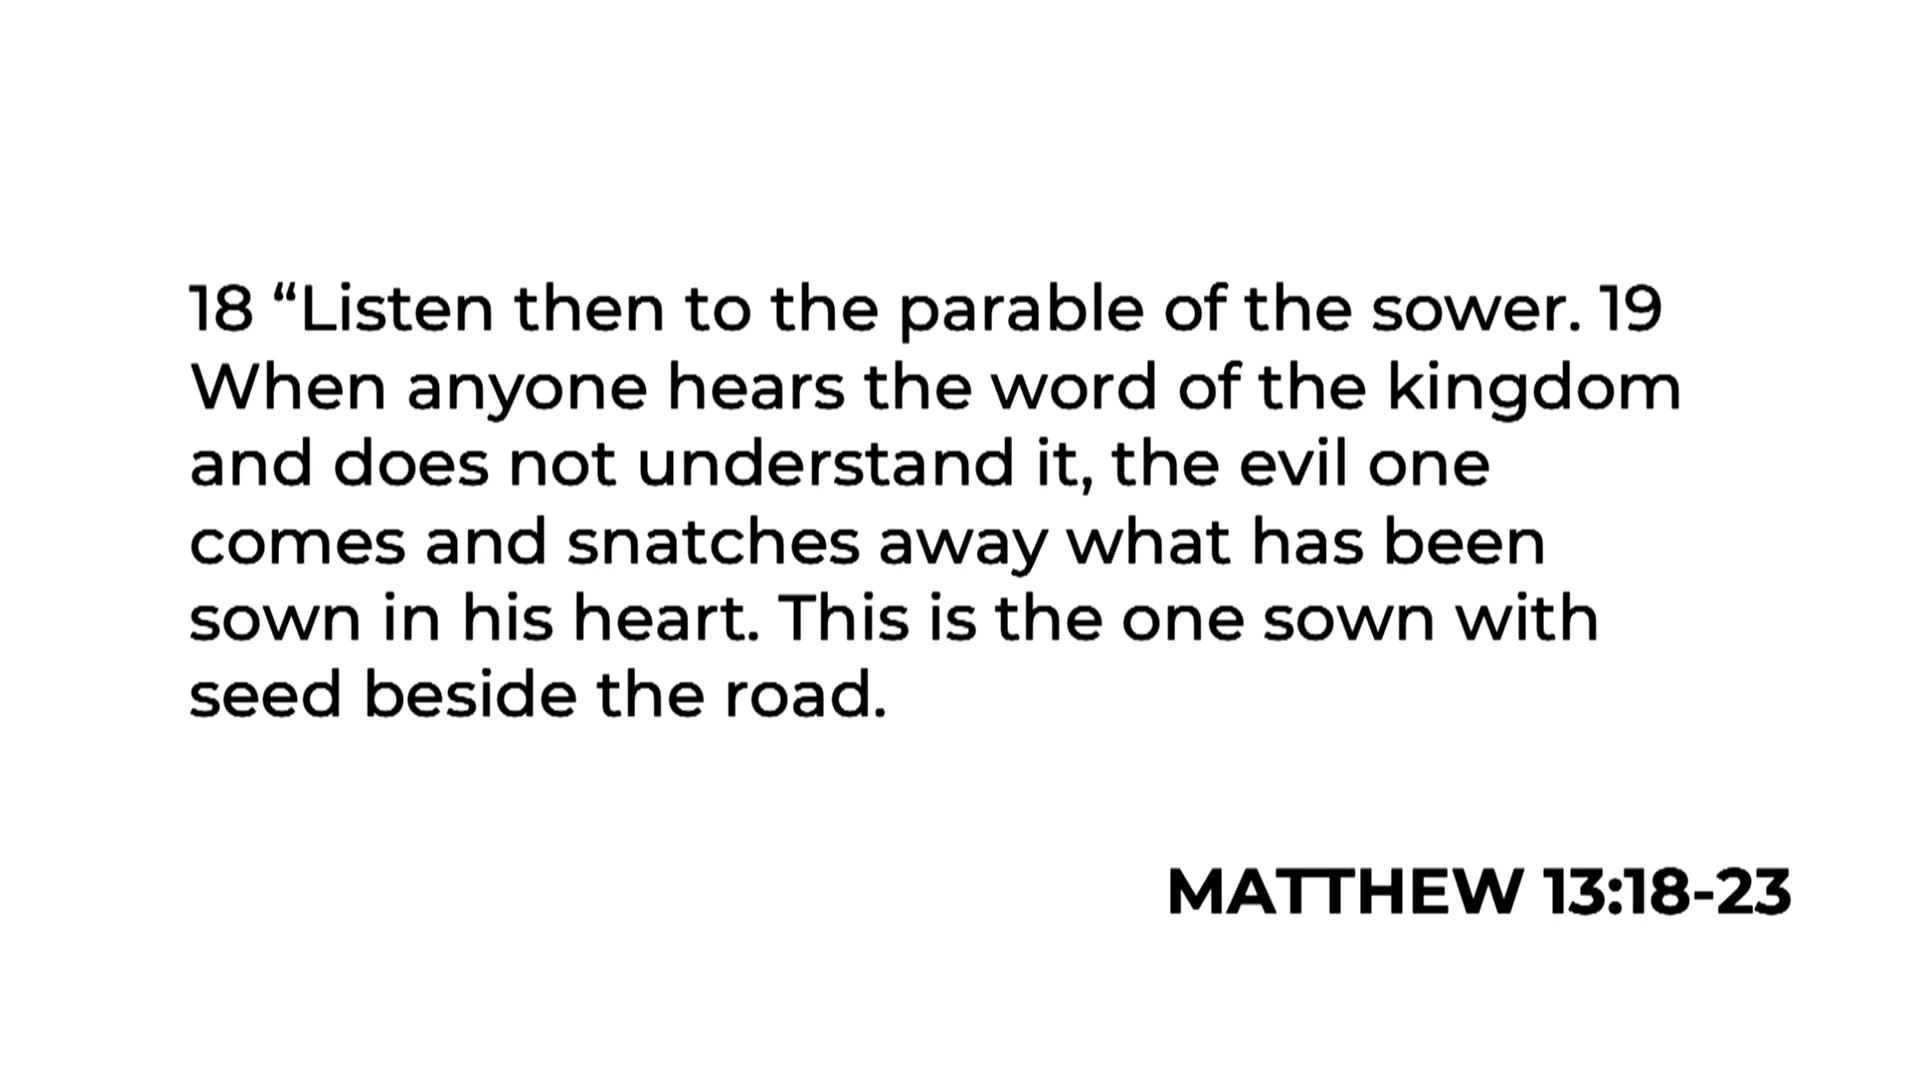 18 “Listen then to the parable of the sower. 19
When anyone hears the word of the kingdom
and does not understand it, the evil one
comes and snatches away what has been
sown in his heart. This is the one sown with
seed beside the road.
MATTHEW 13:18-23